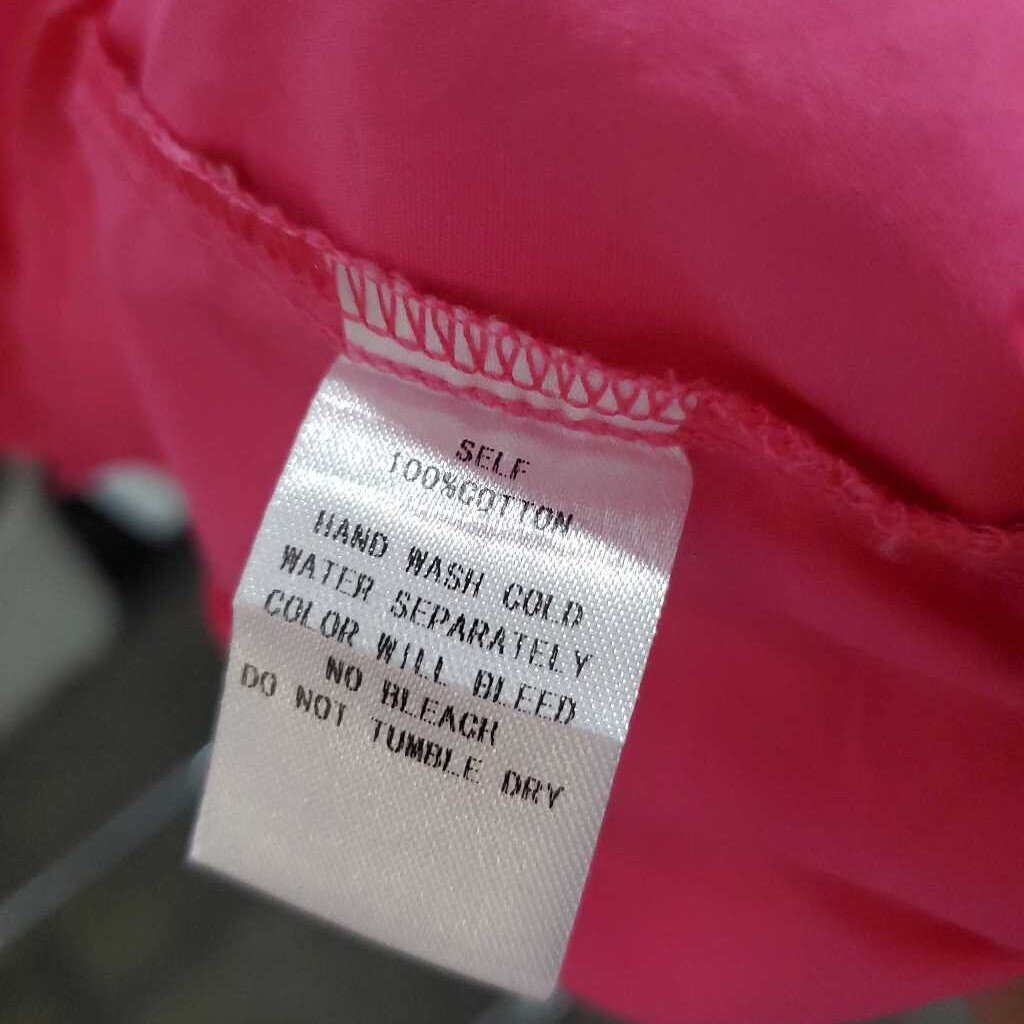 SELF
100%COTTON
HAND WASH COLD
WATER SEPARATELY
COLOR WILL BLEED
NO BLEACH
DO NOT TUMBLE DRY